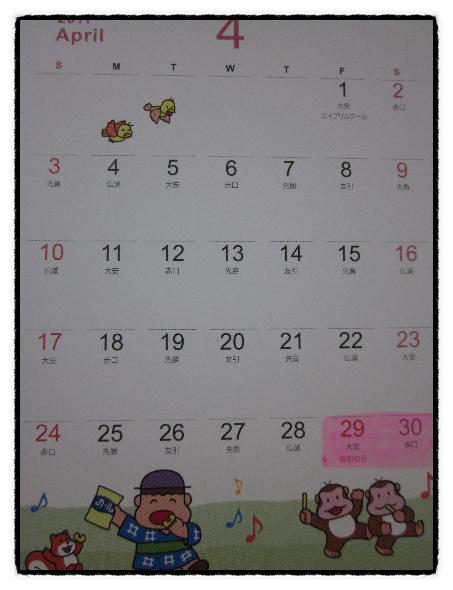 April 4
S M T W T F S
1 2
大安 赤口
エイプリルフール
3 4 5 6 7 8 9
先負 仏滅 大安 赤口 先勝 友引 先負
10 11 12 13 14 15 16
仏滅 大安 赤口 先勝 友引 先負 仏滅
17 18 19 20 21 22 23
大安 赤口 先勝 友引 先負 仏滅 大安
24 25 26 27 28 29 30
赤口 先勝 友引 先負 仏滅 大安 赤口
昭和の日